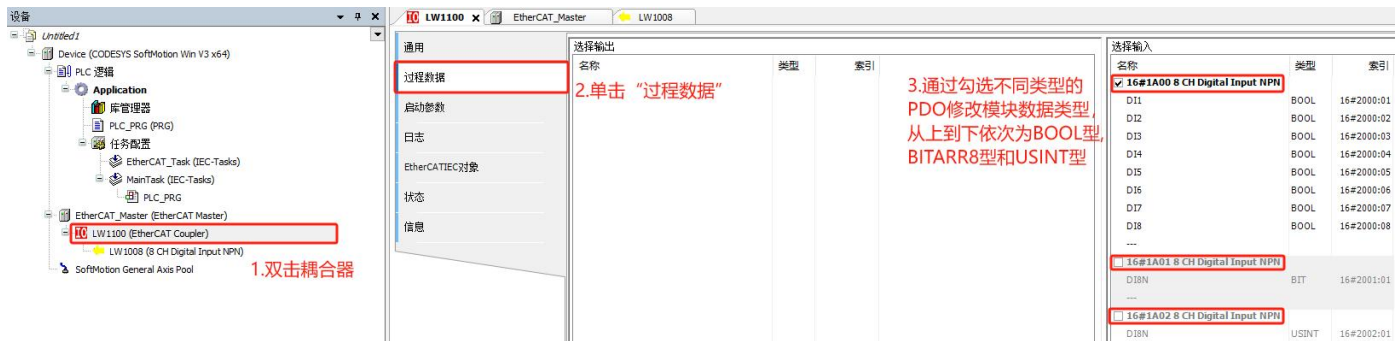 设备
Untitled1
Device (CODESYS SoftMotion Win V3 x64)
PLC 逻辑
Application
库管理器
PLC_PRG (PRG)
任务配置
EtherCAT_Task (IEC-Tasks)
MainTask (IEC-Tasks)
PLC_PRG
EtherCAT_Master (EtherCAT Master)
LW1100 (EtherCAT Coupler)
LW1008 (8 CH Digital Input NPN)
SoftMotion General Axis Pool
1.双击耦合器
LW1100 EtherCAT_Master LW1008
通用
过程数据
启动参数
日志
EtherCATIEC对象
状态
信息
选择输出
名称 类型 索引
2.单击“过程数据”
3.通过勾选不同类型的
PDO修改模块数据类型,
从上到下依次为BOOL型,
BITARR8型和USINT型
选择输入
名称 类型 索引
16#1A00 8 CH Digital Input NPN
DI1 BOOL 16#2000:01
DI2 BOOL 16#2000:02
DI3 BOOL 16#2000:03
DI4 BOOL 16#2000:04
DI5 BOOL 16#2000:05
DI6 BOOL 16#2000:06
DI7 BOOL 16#2000:07
DI8 BOOL 16#2000:08
---
16#1A01 8 CH Digital Input NPN
DI8N BIT 16#2001:01
---
16#1A02 8 CH Digital Input NPN
DI8N USINT 16#2002:01